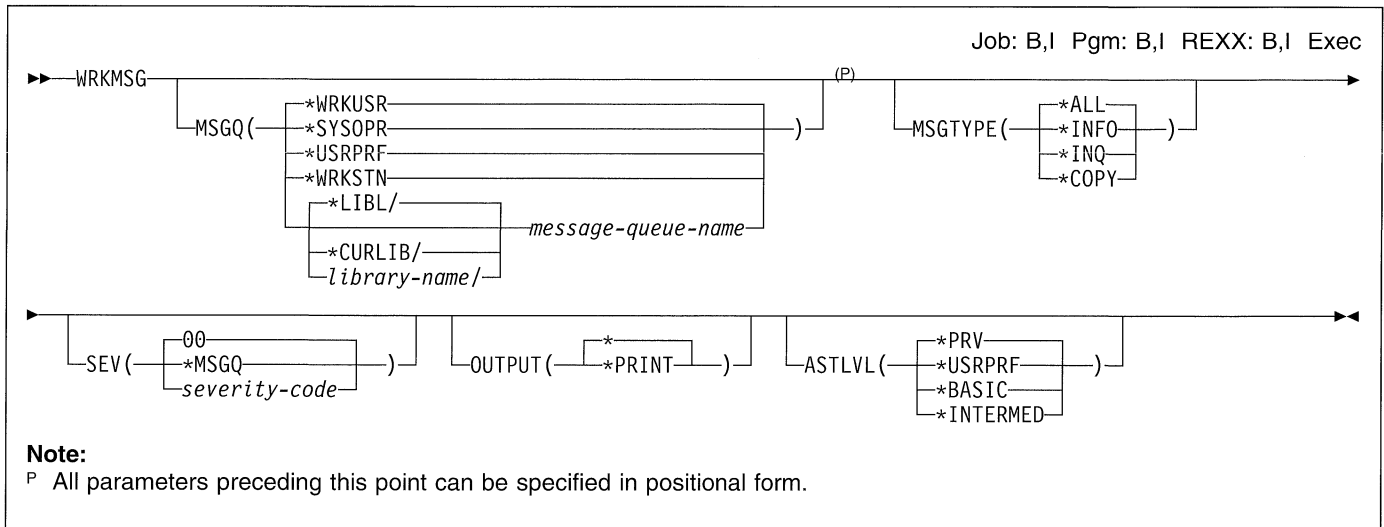 Job: B,I Pgm: B,I REXX: B,I Exec
WRKMSG
(P)
MSGQ(
*WRKUSR
*SYSOPR
*USRPRF
*WRKSTN
*LIBL/
*CURLIB/
library-name/
message-queue-name
)
MSGTYPE(
*ALL
*INFO
*INQ
*COPY
)
SEV(
00
*MSGQ
severity-code
)
OUTPUT(
*
*PRINT
)
ASTLVL(
*PRV
*USRPRF
*BASIC
*INTERMED
)
Note:
P All parameters preceding this point can be specified in positional form.